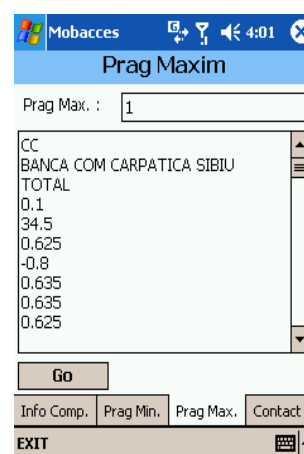 Mobacces 4:01
Prag Maxim
Prag Max. : 1
CC
BANCA COM CARPATICA SIBIU
TOTAL
0.1
34.5
0.625
-0.8
0.635
0.635
0.625
Go
Info Comp. Prag Min. Prag Max. Contact
EXIT